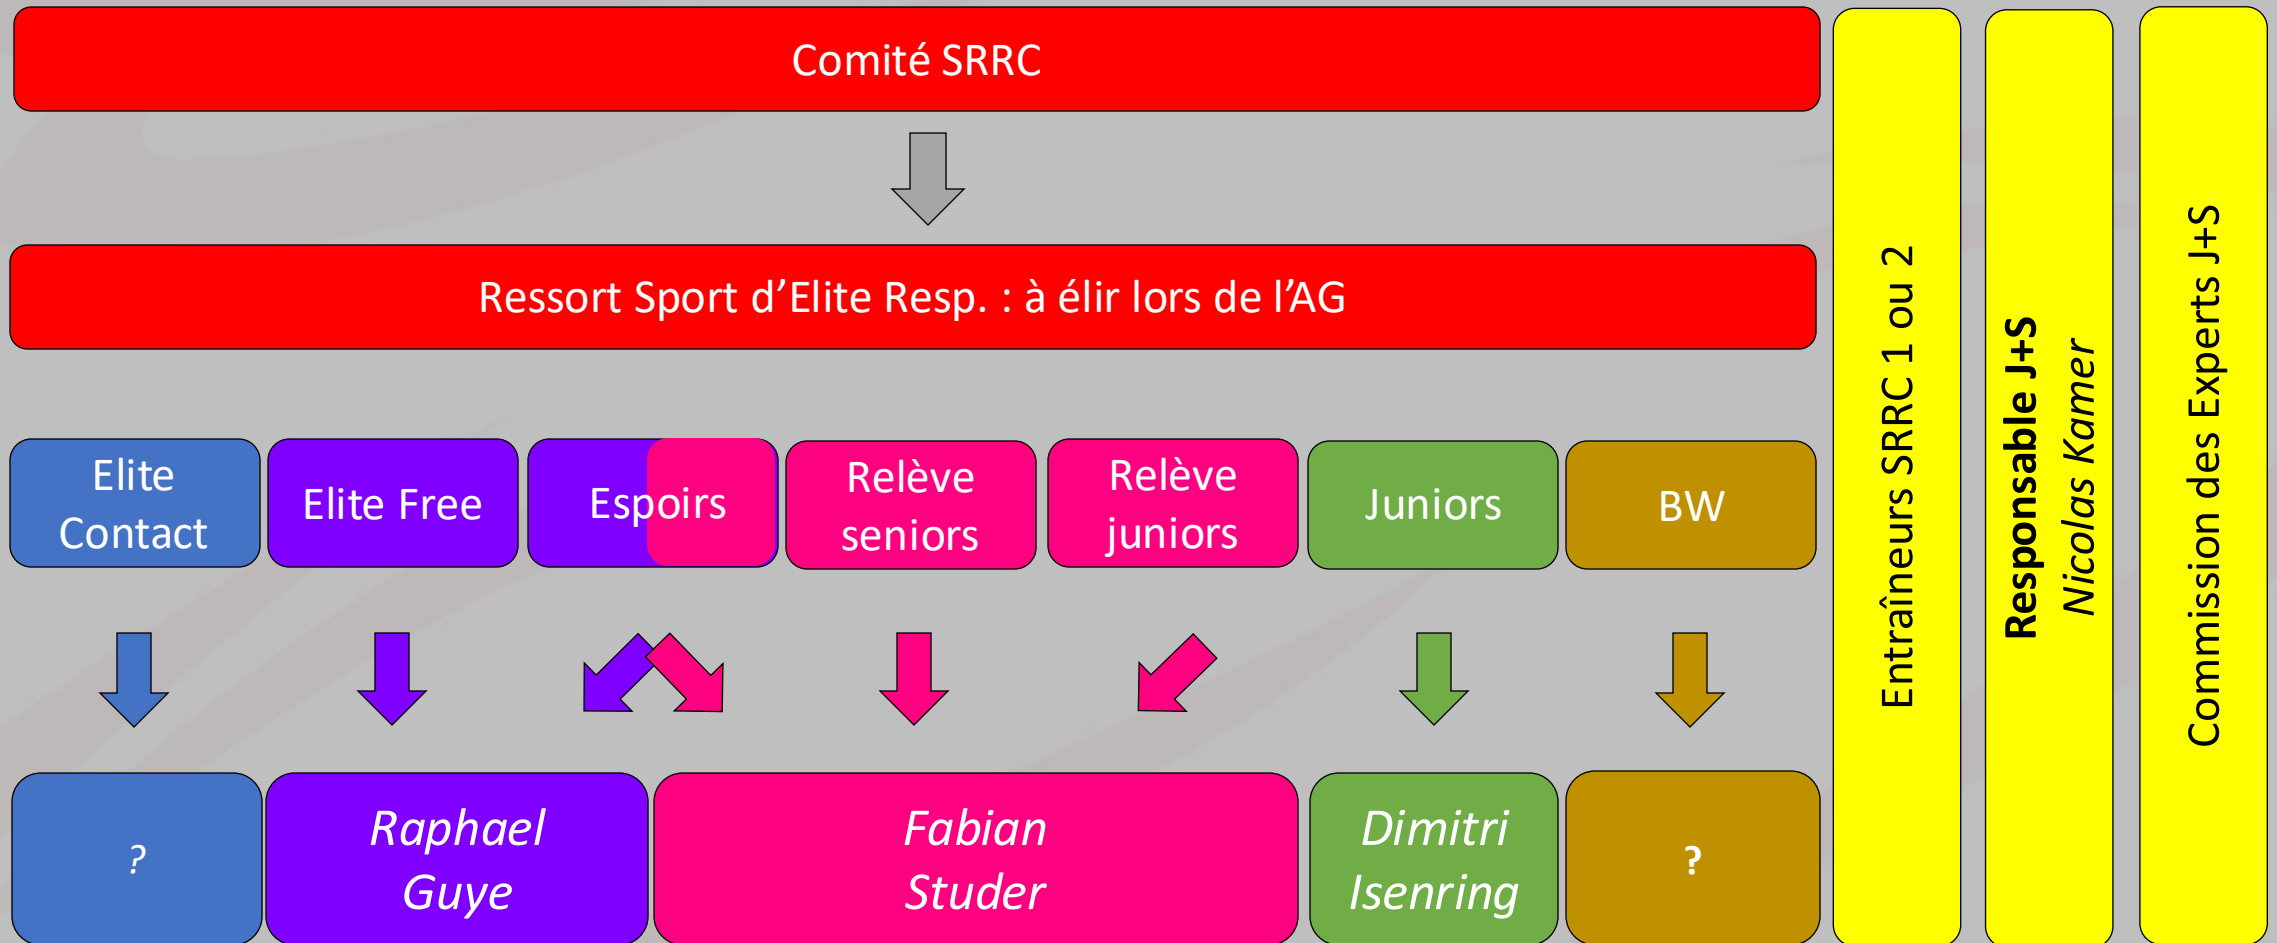 Comité SRRC
Ressort Sport d’Elite Resp. : à élir lors de l’AG
Elite
Contact
Elite Free
Espoirs
Relève
seniors
Relève
juniors
Juniors
BW
?
Raphael
Guye
Fabian
Studer
Dimitri
Isenring
?
Entraîneurs SRRC 1 ou 2
Responsable J+S
Nicolas Kamer
Commission des Experts J+S